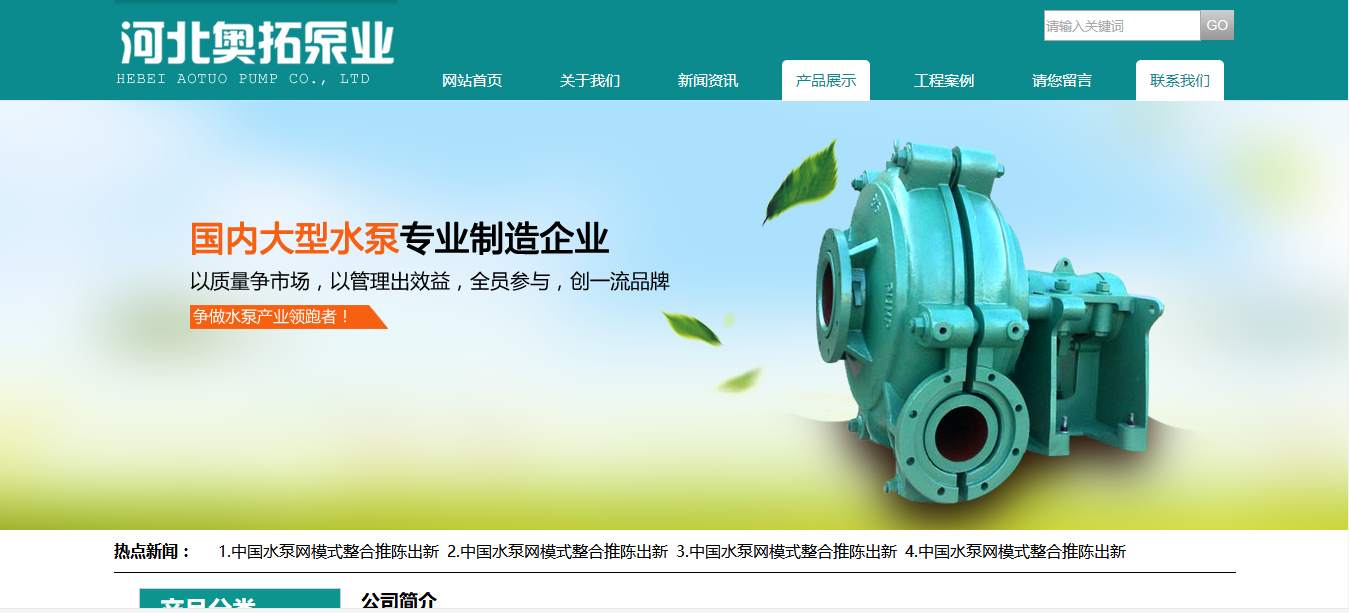 河北奥拓泵业
HEBEI AOTUO PUMP CO., LTD
请输入关键词 GO
网站首页 关于我们 新闻资讯 产品展示 工程案例 请您留言 联系我们
国内大型水泵专业制造企业
以质量争市场，以管理出效益，全员参与，创一流品牌
争做水泵产业领跑者！
热点新闻： 1.中国水泵网模式整合推陈出新 2.中国水泵网模式整合推陈出新 3.中国水泵网模式整合推陈出新 4.中国水泵网模式整合推陈出新
产品分类 公司简介